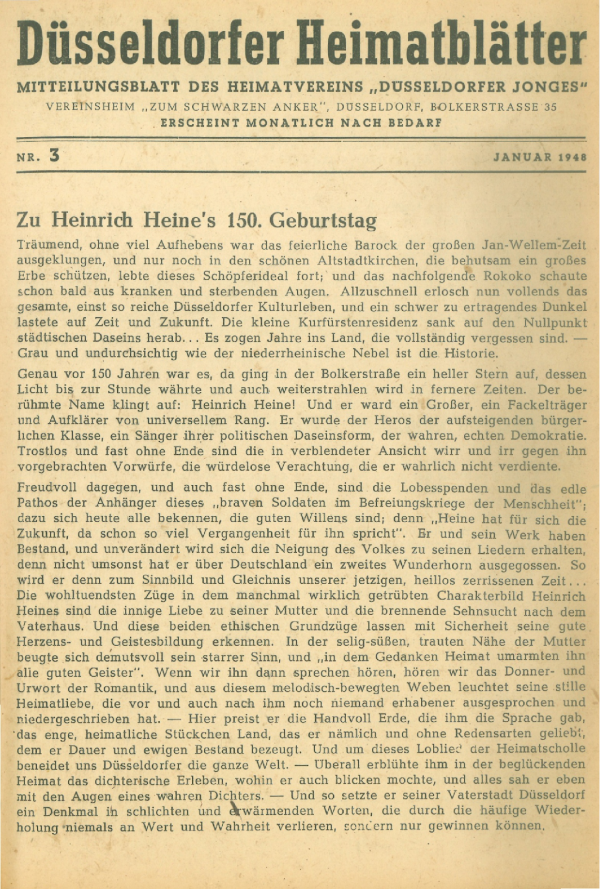 Düsseldorfer Heimatblätter
MITTEILUNGSBLATT DES HEIMATVEREINS „DÜSSELDORFER JONGES"
VEREINSHEIM „ZUM SCHWARZEN ANKER", DÜSSELDORF, BOLKERSTRASSE 35
ERSCHEINT MONATLICH NACH BEDARF
NR. 3 JANUAR 1948
Zu Heinrich Heine's 150. Geburtstag
Träumend, ohne viel Aufhebens war das feierliche Barock der großen Jan-Wellem-Zeit
ausgeklungen, und nur noch in den schönen Altstadtkirchen, die behutsam ein großes
Erbe schützen, lebte dieses Schöpferideal fort; und das nachfolgende Rokoko schaute
schon bald aus kranken und sterbenden Augen. Allzuschnell erlosch nun vollends das
gesamte, einst so reiche Düsseldorfer Kulturleben, und ein schwer zu ertragendes Dunkel
lastete auf Zeit und Zukunft. Die kleine Kurfürstenresidenz sank auf den Nullpunkt
städtischen Daseins herab... Es zogen Jahre ins Land, die vollständig vergessen sind. —
Grau und undurchsichtig wie der niederrheinische Nebel ist die Historie.
Genau vor 150 Jahren war es, da ging in der Bolkerstraße ein heller Stern auf, dessen
Licht bis zur Stunde währte und auch weiterstrahlen wird in fernere Zeiten. Der be-
rühmte Name klingt auf: Heinrich Heine! Und er ward ein Großer, ein Fackelträger
und Aufklärer von universellem Rang. Er wurde der Heros der aufsteigenden bürger-
lichen Klasse, ein Sänger ihrer politischen Daseinsform, der wahren, echten Demokratie.
Trostlos und fast ohne Ende sind die in verblendeter Ansicht wirr und irr gegen ihn
vorgebrachten Vorwürfe, die würdelose Verachtung, die er wahrlich nicht verdiente.
Freudvoll dagegen, und auch fast ohne Ende, sind die Lobesspenden und das edle
Pathos der Anhänger dieses „braven Soldaten im Befreiungskriege der Menschheit";
dazu sich heute alle bekennen, die guten Willens sind; denn „Heine hat für sich die
Zukunft, da schon so viel Vergangenheit für ihn spricht". Er und sein Werk haben
Bestand, und unverändert wird sich die Neigung des Volkes zu seinen Liedern erhalten,
denn nicht umsonst hat er über Deutschland ein zweites Wunderhorn ausgegossen. So
wird er denn zum Sinnbild und Gleichnis unserer jetzigen, heillos zerrissenen Zeit...
Die wohltuendsten Züge in dem manchmal wirklich getrübten Charakterbild Heinrich
Heines sind die innige Liebe zu seiner Mutter und die brennende Sehnsucht nach dem
Vaterhaus. Und diese beiden ethischen Grundzüge lassen mit Sicherheit seine gute
Herzens- und Geistesbildung erkennen. In der selig-süßen, trauten Nähe der Mutter
beugte sich demutsvoll sein starrer Sinn, und „in dem Gedanken Heimat umarmten ihn
alle guten Geister". Wenn wir ihn dann sprechen hören, hören wir das Donner- und
Urwort der Romantik, und aus diesem melodisch-bewegten Weben leuchtet seine stille
Heimatliebe, die vor und auch nach ihm noch niemand erhabener ausgesprochen und
niedergeschrieben hat. — Hier preist er die Handvoll Erde, die ihm die Sprache gab,
das enge, heimatliche Stückchen Land, das er nämlich und ohne Redensarten geliebt,
dem er Dauer und ewigen Bestand bezeugt. Und um dieses Loblied der Heimatscholle
beneidet uns Düsseldorfer die ganze Welt. — Überall erblühte ihm in der beglückenden
Heimat das dichterische Erleben, wohin er auch blicken mochte, und alles sah er eben
mit den Augen eines wahren Dichters. — Und so setzte er seiner Vaterstadt Düsseldorf
ein Denkmal in schlichten und erwärmenden Worten, die durch die häufige Wieder-
holung niemals an Wert und Wahrheit verlieren, sondern nur gewinnen können.